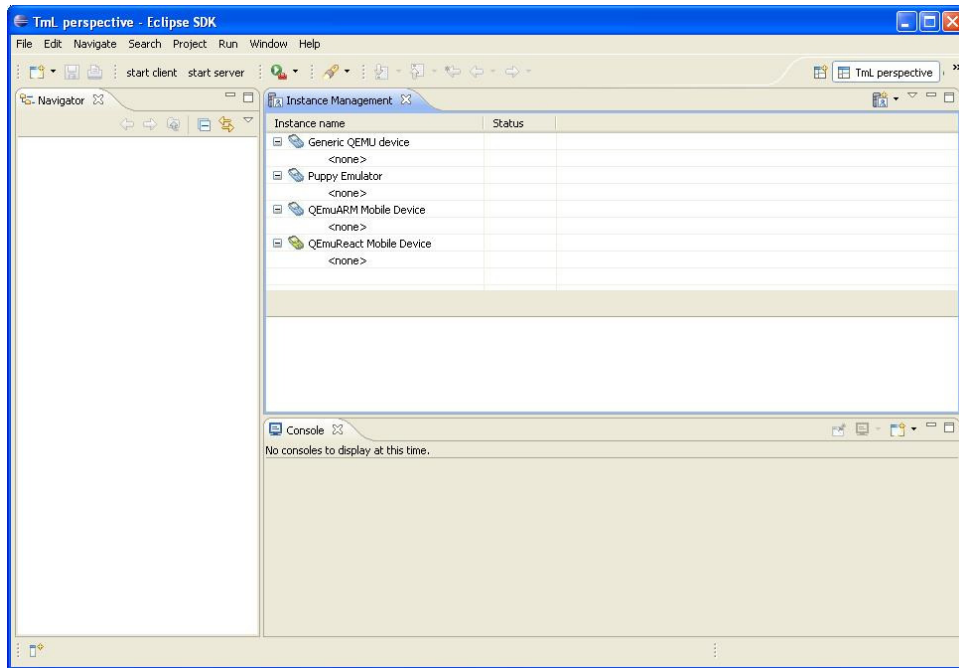 TmL perspective - Eclipse SDK
File Edit Navigate Search Project Run Window Help
start client start server
TmL perspective
Navigator
Instance Management
Instance name Status
Generic QEMU device
<none>
Puppy Emulator
<none>
QEmuARM Mobile Device
<none>
QEmuReact Mobile Device
<none>
Console
No consoles to display at this time.